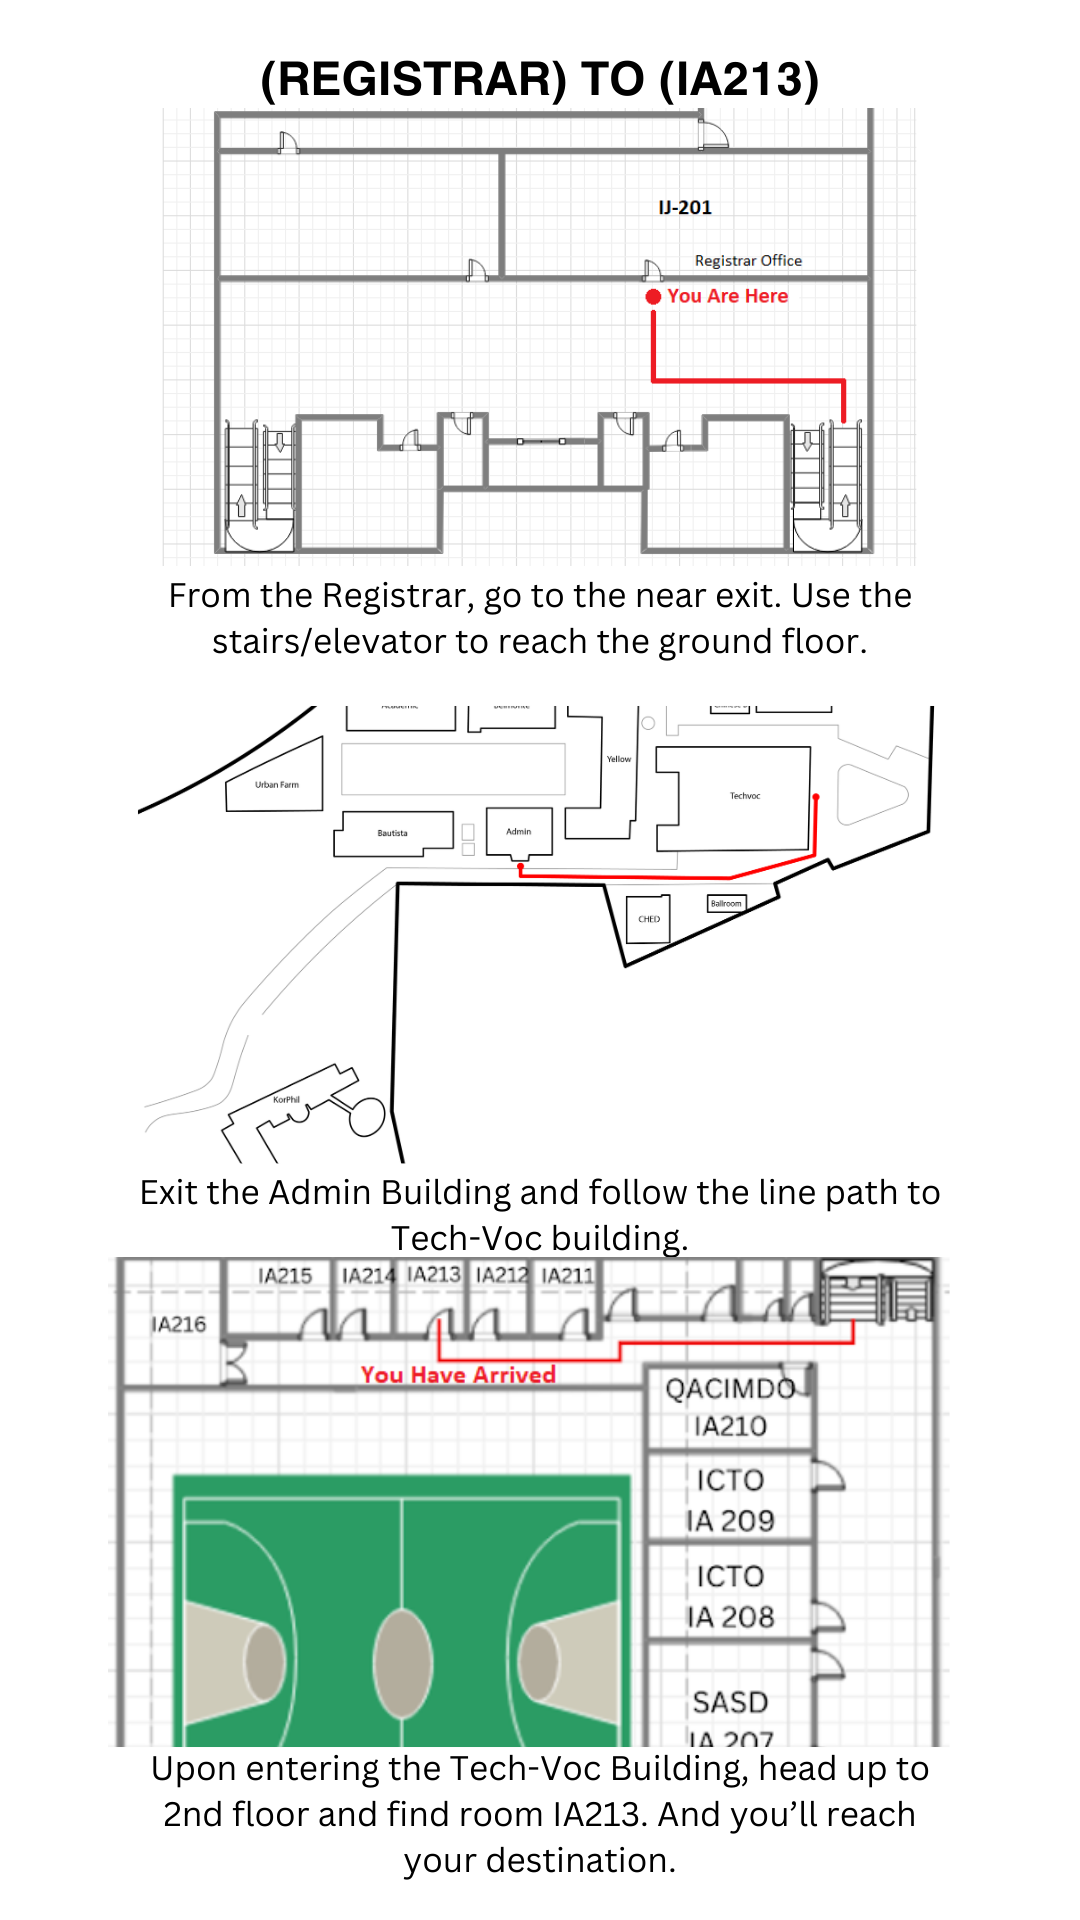 (REGISTRAR) TO (IA213)
IJ-201
Registrar Office
You Are Here
From the Registrar, go to the near exit. Use the
stairs/elevator to reach the ground floor.
Academic
Belmonte
Yellow
Urban Farm
Techvoc
Bautista
Admin
CHED
Ballroom
KorPhil
Exit the Admin Building and follow the line path to
Tech-Voc building.
IA215
IA214
IA213
IA212
IA211
IA216
You Have Arrived
QACIMDO
IA210
ICTO
IA 209
ICTO
IA 208
SASD
IA 207
Upon entering the Tech-Voc Building, head up to
2nd floor and find room IA213. And you’ll reach
your destination.